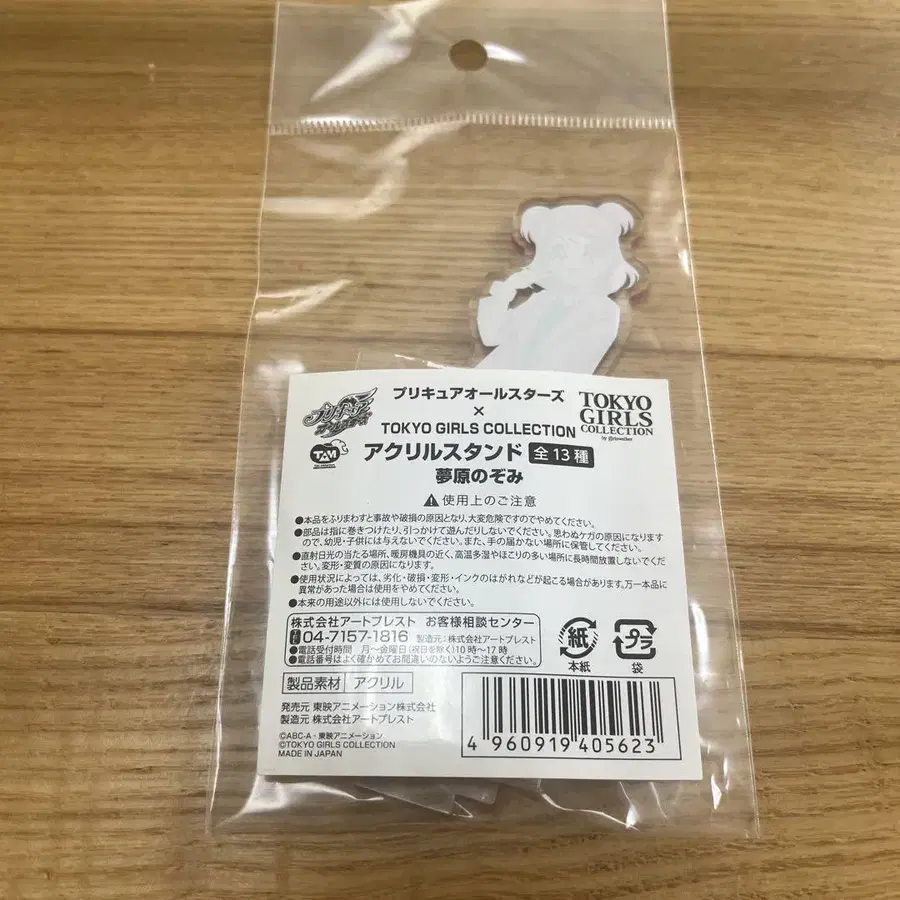 プリキュア
オールスターズ
TAM
プリキュアオールスターズ
×
TOKYO GIRLS COLLECTION
TOKYO
GIRLS
COLLECTION
by girlswalker
アクリルスタンド 全13種
夢原のぞみ
⚠使用上のご注意
●本品をふりまわすと事故や破損の原因となり、大変危険ですのでやめてください。
●部品は指に巻きつけたり、引っかけて遊んだりしないでください。思わぬケガの原因になりますので、幼児・子供には与えないでください。また、手の届かない場所に保管してください。
●直射日光の当たる場所、暖房機具の近く、高温多湿やほこりの多い場所に長時間放置しないでください。変形・変質の原因になります。
●使用状況によっては、劣化・破損・変形・インクのはがれなどが起こる場合があります。万一本品に異常があった場合は使用をやめてください。
●本来の用途以外には使用しないでください。
株式会社アートプレスト お客様相談センター
TEL 04-7157-1816 製造元:株式会社アートプレスト
●電話受付時間 月～金曜日(祝日を除く)10時～17時
●電話番号はよく確かめてお間違いのないようご注意ください。
紙
本紙
プラ
袋
製品素材 アクリル
発売元 東映アニメーション株式会社
製造元 株式会社アートプレスト
©ABC-A・東映アニメーション
©TOKYO GIRLS COLLECTION
MADE IN JAPAN
4 960919 405623